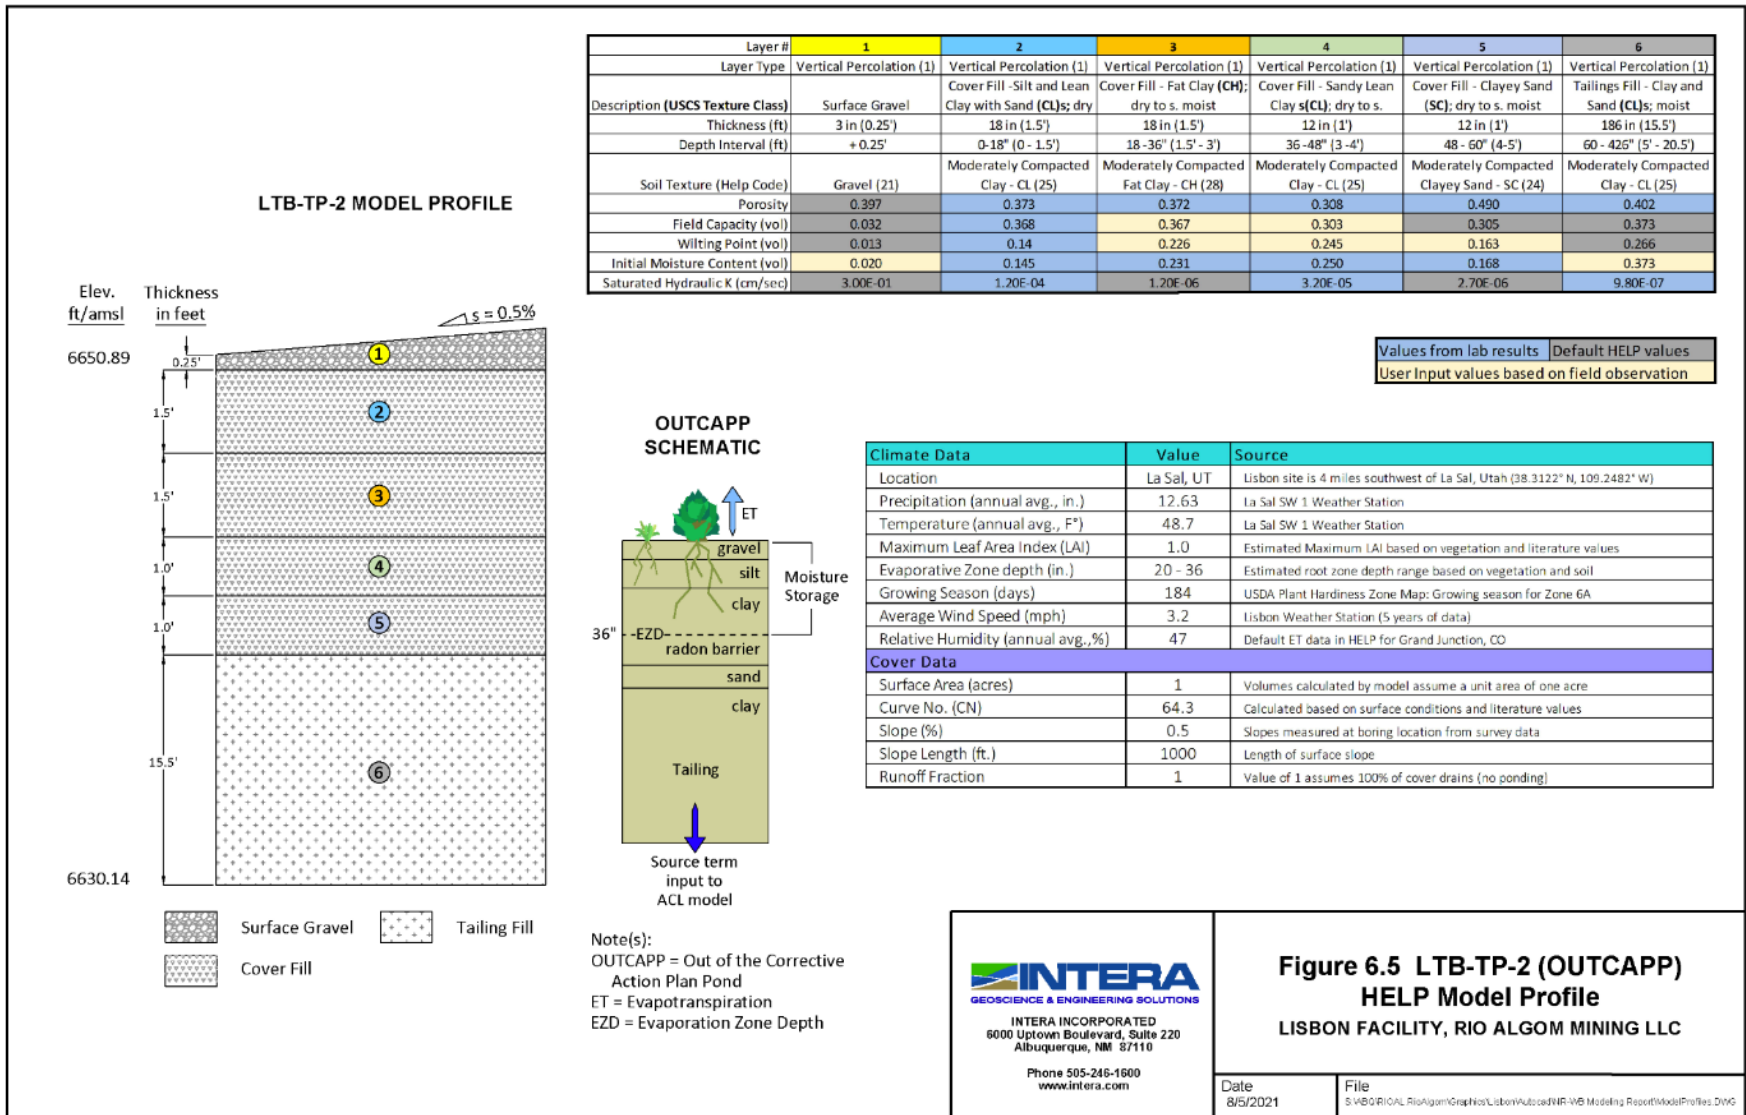 Layer # 1 2 3 4 5 6
Layer Type Vertical Percolation (1) Vertical Percolation (1) Vertical Percolation (1) Vertical Percolation (1) Vertical Percolation (1) Vertical Percolation (1)
Description (USCS Texture Class) Surface Gravel Cover Fill -Silt and Lean Clay with Sand (CL)s; dry Cover Fill - Fat Clay (CH); dry to s. moist Cover Fill - Sandy Lean Clay s(CL); dry to s. Cover Fill - Clayey Sand (SC); dry to s. moist Tailings Fill - Clay and Sand (CL)s; moist
Thickness (ft) 3 in (0.25') 18 in (1.5') 18 in (1.5') 12 in (1') 12 in (1') 186 in (15.5')
Depth Interval (ft) + 0.25' 0-18" (0 - 1.5') 18 -36" (1.5' - 3') 36 -48" (3 -4') 48 - 60" (4-5') 60 - 426" (5' - 20.5')
Soil Texture (Help Code) Gravel (21) Moderately Compacted Clay - CL (25) Moderately Compacted Fat Clay - CH (28) Moderately Compacted Clay - CL (25) Moderately Compacted Clayey Sand - SC (24) Moderately Compacted Clay - CL (25)
Porosity 0.397 0.373 0.372 0.308 0.490 0.402
Field Capacity (vol) 0.032 0.368 0.367 0.303 0.305 0.373
Wilting Point (vol) 0.013 0.14 0.226 0.245 0.163 0.266
Initial Moisture Content (vol) 0.020 0.145 0.231 0.250 0.168 0.373
Saturated Hydraulic K (cm/sec) 3.00E-01 1.20E-04 1.20E-06 3.20E-05 2.70E-06 9.80E-07
Values from lab results Default HELP values
User Input values based on field observation
LTB-TP-2 MODEL PROFILE
Elev. Thickness
ft/amsl in feet
s = 0.5%
6650.89
0.25'
1
1.5'
2
1.5'
3
1.0'
4
1.0'
5
15.5'
6
6630.14
Surface Gravel Tailing Fill
Cover Fill
OUTCAPP
SCHEMATIC
ET
gravel
silt
Moisture
Storage
clay
36" EZD
radon barrier
sand
clay
Tailing
Source term
input to
ACL model
Note(s):
OUTCAPP = Out of the Corrective
Action Plan Pond
ET = Evapotranspiration
EZD = Evaporation Zone Depth
Climate Data Value Source
Location La Sal, UT Lisbon site is 4 miles southwest of La Sal, Utah (38.3122° N, 109.2482° W)
Precipitation (annual avg., in.) 12.63 La Sal SW 1 Weather Station
Temperature (annual avg., F°) 48.7 La Sal SW 1 Weather Station
Maximum Leaf Area Index (LAI) 1.0 Estimated Maximum LAI based on vegetation and literature values
Evaporative Zone depth (in.) 20 - 36 Estimated root zone depth range based on vegetation and soil
Growing Season (days) 184 USDA Plant Hardiness Zone Map: Growing season for Zone 6A
Average Wind Speed (mph) 3.2 Lisbon Weather Station (5 years of data)
Relative Humidity (annual avg.,%) 47 Default ET data in HELP for Grand Junction, CO
Cover Data
Surface Area (acres) 1 Volumes calculated by model assume a unit area of one acre
Curve No. (CN) 64.3 Calculated based on surface conditions and literature values
Slope (%) 0.5 Slopes measured at boring location from survey data
Slope Length (ft.) 1000 Length of surface slope
Runoff Fraction 1 Value of 1 assumes 100% of cover drains (no ponding)
INTERA
GEOSCIENCE & ENGINEERING SOLUTIONS
INTERA INCORPORATED
6000 Uptown Boulevard, Suite 220
Albuquerque, NM 87110
Phone 505-246-1600
www.intera.com
Figure 6.5 LTB-TP-2 (OUTCAPP)
HELP Model Profile
LISBON FACILITY, RIO ALGOM MINING LLC
Date
8/5/2021
File